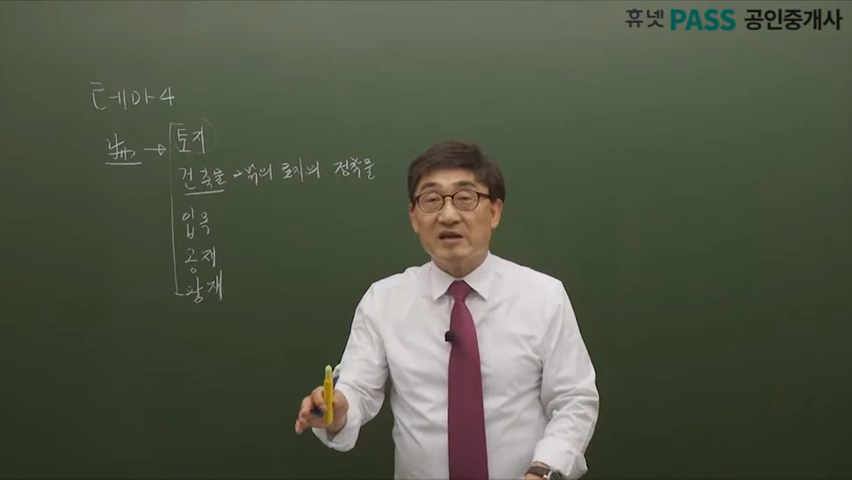 휴넷 PASS 공인중개사
테마4
→ 토지
건축물 → 밖의 토지의 정착물
입목
공재
광재